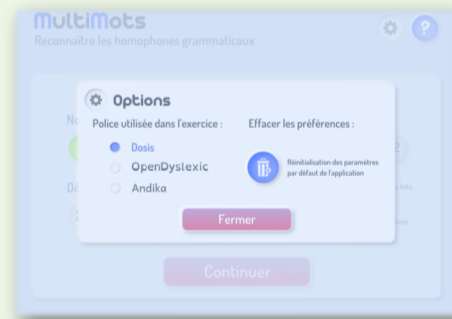 MultiMots
Reconnaître les homophones grammaticaux
?
Options
Police utilisée dans l'exercice :
Effacer les préférences :
Dosis
OpenDyslexic
Andika
Réinitialisation des paramètres
par défaut de l'application
Fermer
Continuer